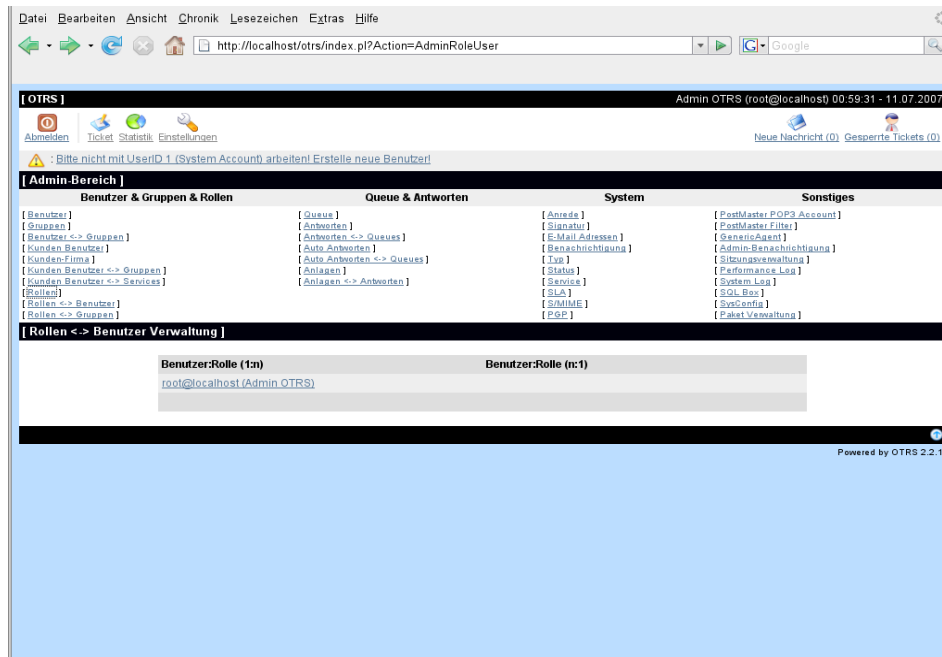 Datei Bearbeiten Ansicht Chronik Lesezeichen Extras Hilfe
http://localhost/otrs/index.pl?Action=AdminRoleUser
G Google
[ OTRS ]
Admin OTRS (root@localhost) 00:59:31 - 11.07.2007
Abmelden Ticket Statistik Einstellungen
Neue Nachricht (0) Gesperrte Tickets (0)
: Bitte nicht mit UserID 1 (System Account) arbeiten! Erstelle neue Benutzer!
[ Admin-Bereich ]
Benutzer & Gruppen & Rollen
[ Benutzer ]
[ Gruppen ]
[ Benutzer <-> Gruppen ]
[ Kunden Benutzer ]
[ Kunden-Firma ]
[ Kunden Benutzer <-> Gruppen ]
[ Kunden Benutzer <-> Services ]
[ Rollen ]
[ Rollen <-> Benutzer ]
[ Rollen <-> Gruppen ]
Queue & Antworten
[ Queue ]
[ Antworten ]
[ Antworten <-> Queues ]
[ Auto Antworten ]
[ Auto Antworten <-> Queues ]
[ Anlagen ]
[ Anlagen <-> Antworten ]
System
[ Anrede ]
[ Signatur ]
[ E-Mail Adressen ]
[ Benachrichtigung ]
[ Typ ]
[ Status ]
[ Service ]
[ SLA ]
[ S/MIME ]
[ PGP ]
Sonstiges
[ PostMaster POP3 Account ]
[ PostMaster Filter ]
[ GenericAgent ]
[ Admin-Benachrichtigung ]
[ Sitzungsverwaltung ]
[ Performance Log ]
[ System Log ]
[ SQL Box ]
[ SysConfig ]
[ Paket Verwaltung ]
[ Rollen <-> Benutzer Verwaltung ]
Benutzer:Rolle (1:n) Benutzer:Rolle (n:1)
root@localhost (Admin OTRS)
Powered by OTRS 2.2.1